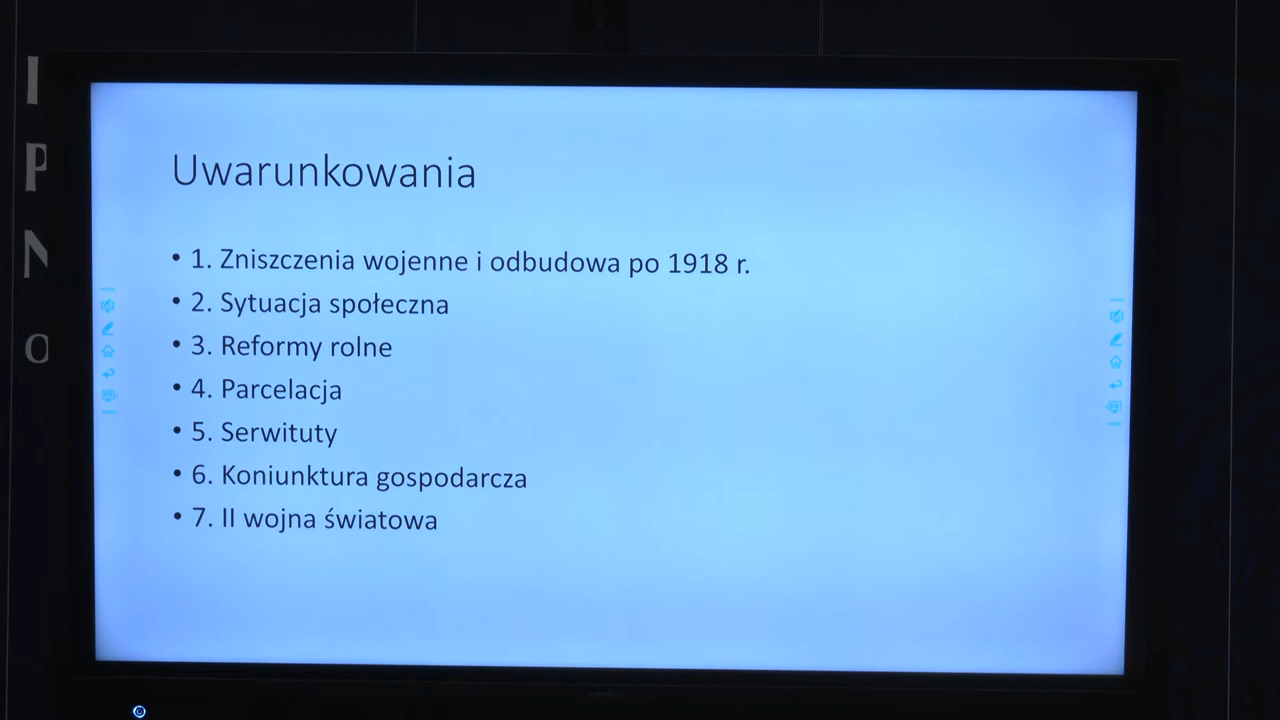 I
P
N
O
Uwarunkowania
• 1. Zniszczenia wojenne i odbudowa po 1918 r.
• 2. Sytuacja społeczna
• 3. Reformy rolne
• 4. Parcelacja
• 5. Serwituty
• 6. Koniunktura gospodarcza
• 7. II wojna światowa